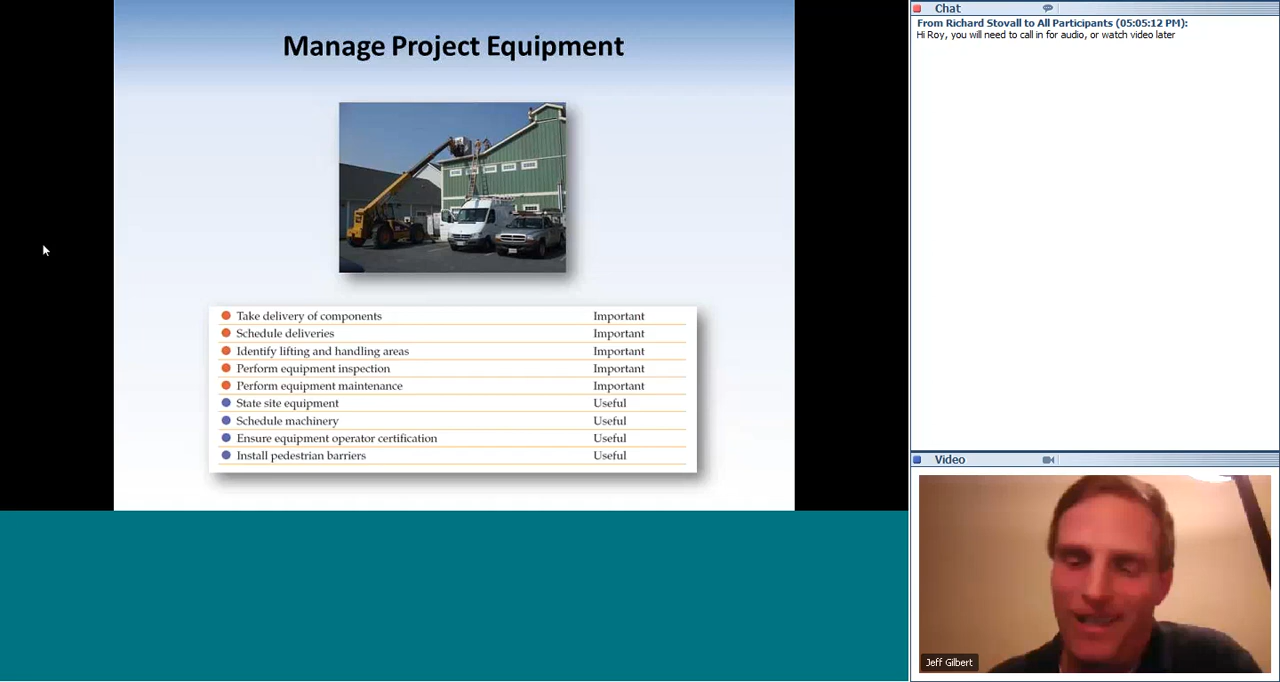 Manage Project Equipment
Take delivery of components Important
Schedule deliveries Important
Identify lifting and handling areas Important
Perform equipment inspection Important
Perform equipment maintenance Important
State site equipment Useful
Schedule machinery Useful
Ensure equipment operator certification Useful
Install pedestrian barriers Useful
Chat
From Richard Stovall to All Participants (05:05:12 PM):
Hi Roy, you will need to call in for audio, or watch video later
Video
Jeff Gilbert